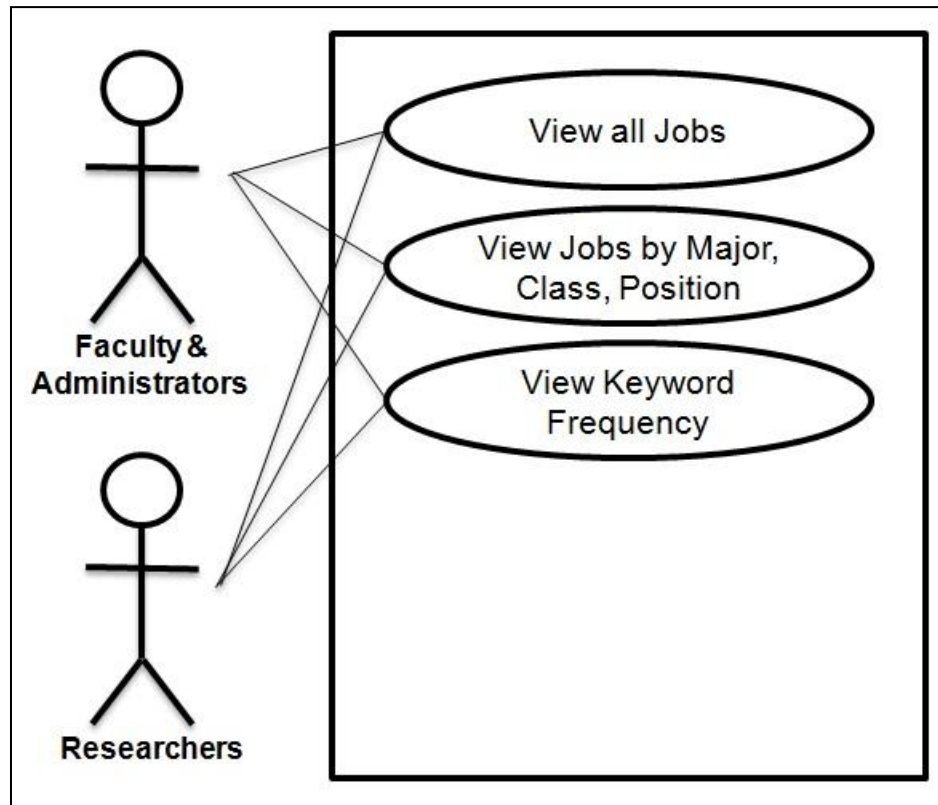 View all Jobs
View Jobs by Major,
Class, Position
Faculty &
Administrators
View Keyword
Frequency
Researchers